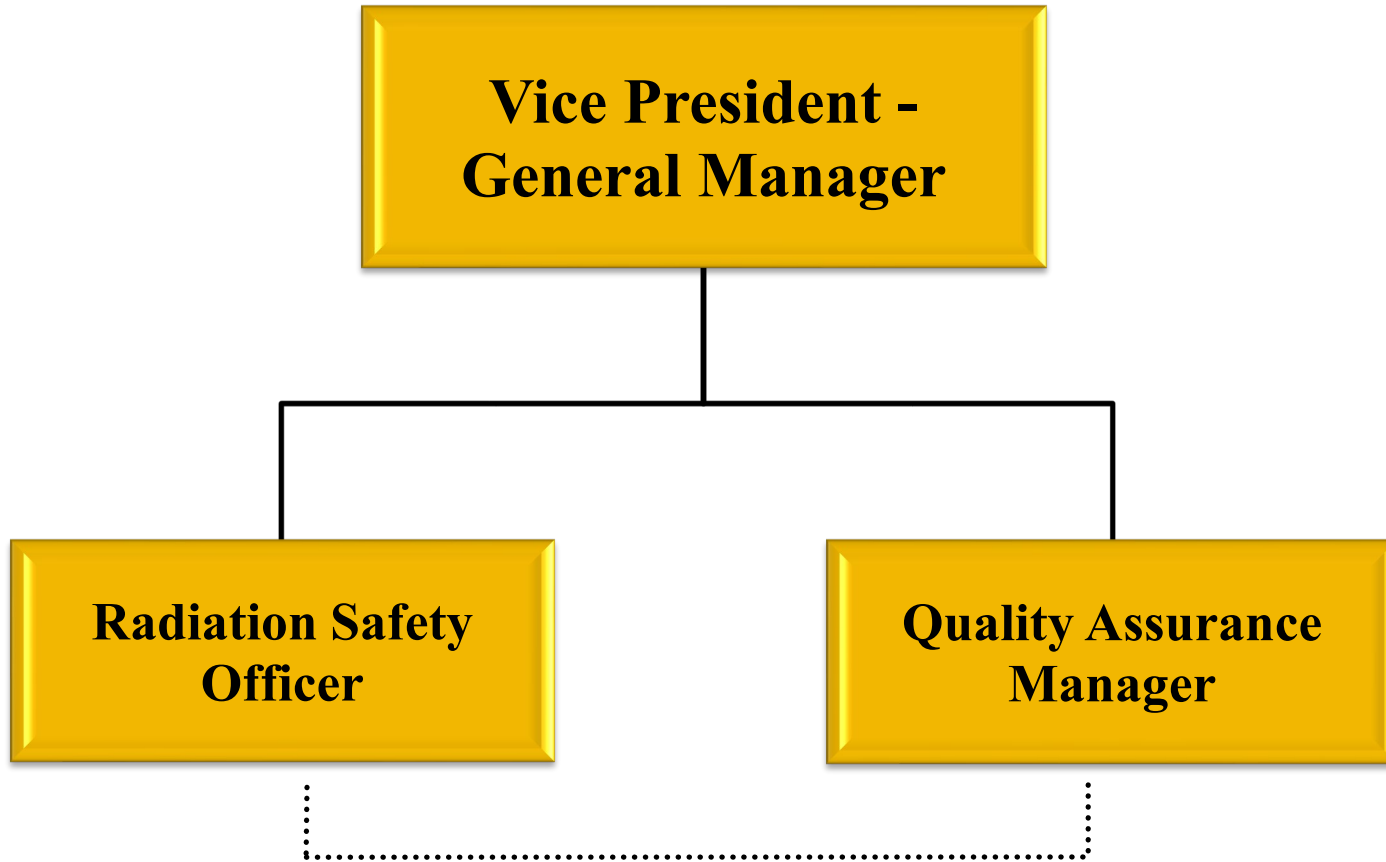 Vice President -
General Manager
Radiation Safety
Officer
Quality Assurance
Manager